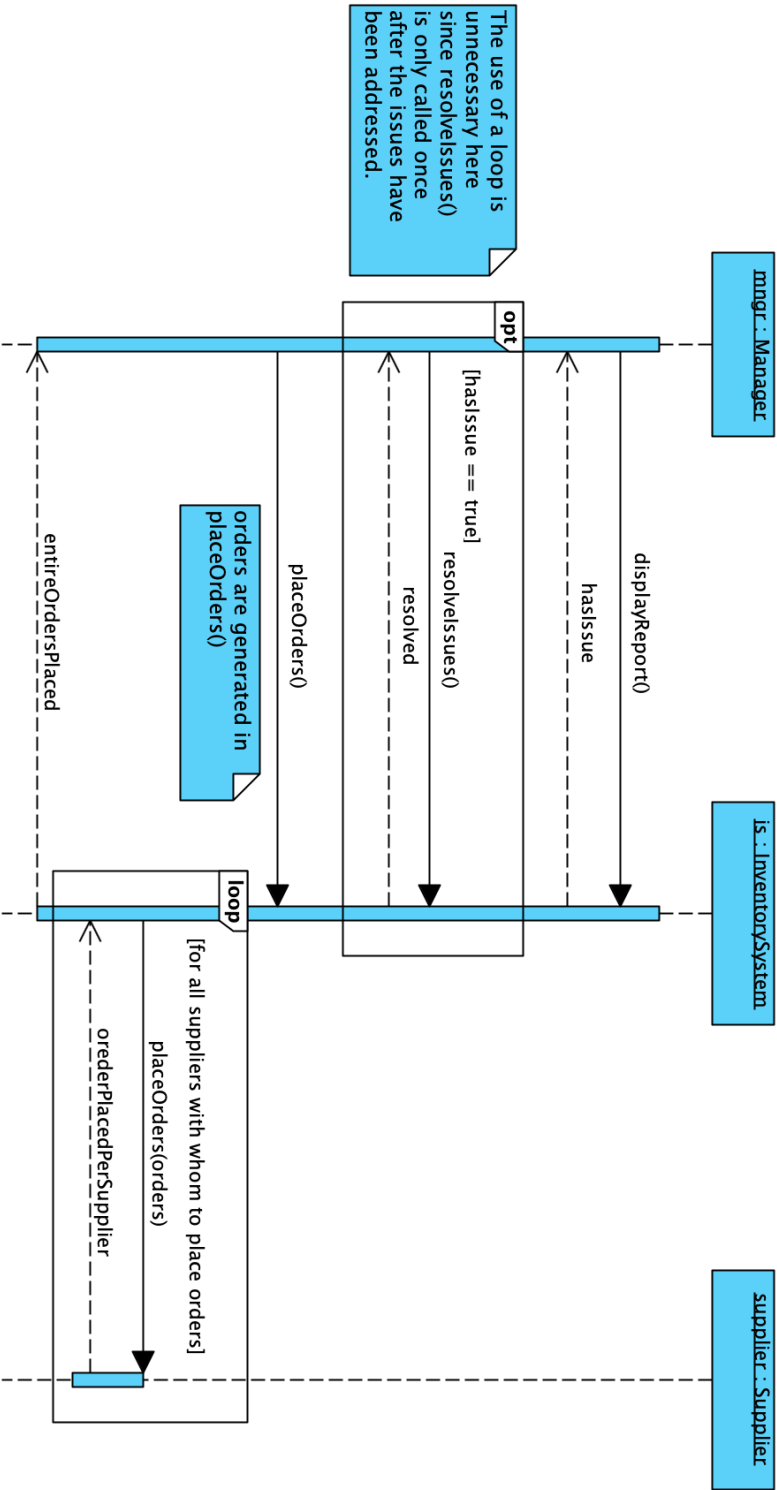 mngr : Manager
is : InventorySystem
supplier : Supplier
displayReport()
hasIssue
The use of a loop is
unnecessary here
since resolveIssues()
is only called once
after the issues have
been addressed.
opt
[hasIssue == true]
resolveIssues()
resolved
placeOrders()
orders are generated in
placeOrders()
loop
[for all suppliers with whom to place orders]
placeOrders(orders)
orederPlacedPerSupplier
entireOrdersPlaced